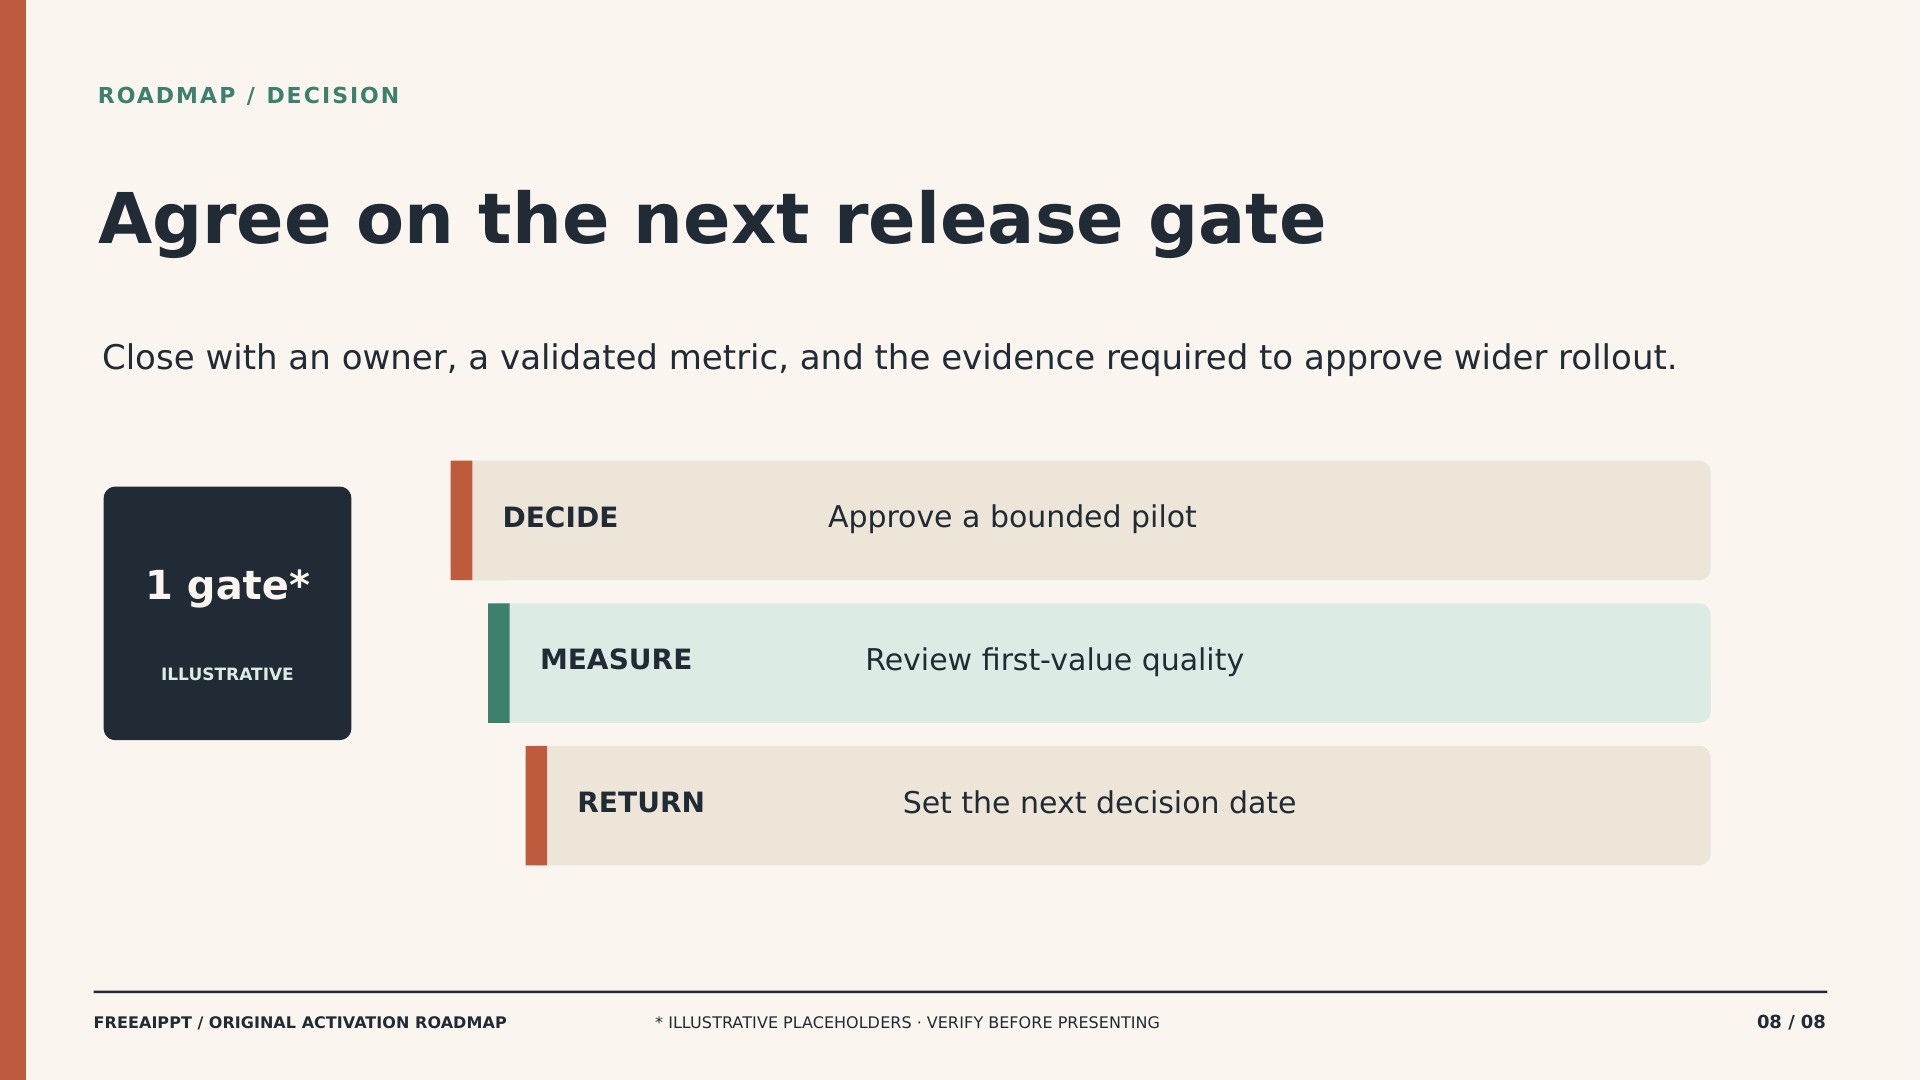 ROADMAP / DECISION
Agree on the next release gate
Close with an owner, a validated metric, and the evidence required to approve wider rollout.
1 gate*
ILLUSTRATIVE
DECIDE Approve a bounded pilot
MEASURE Review first-value quality
RETURN Set the next decision date
FREEAIPPT / ORIGINAL ACTIVATION ROADMAP * ILLUSTRATIVE PLACEHOLDERS · VERIFY BEFORE PRESENTING 08 / 08